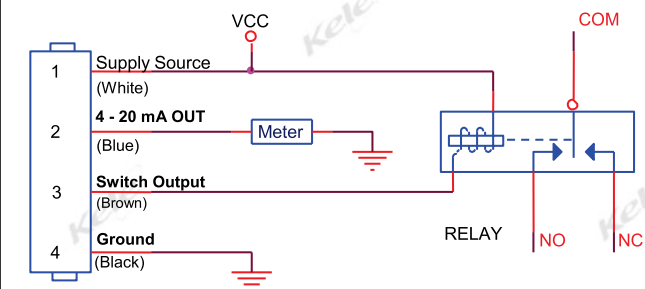 VCC
COM
1
Supply Source
(White)
2
4 - 20 mA OUT
(Blue)
Meter
3
Switch Output
(Brown)
4
Ground
(Black)
RELAY
NO
NC